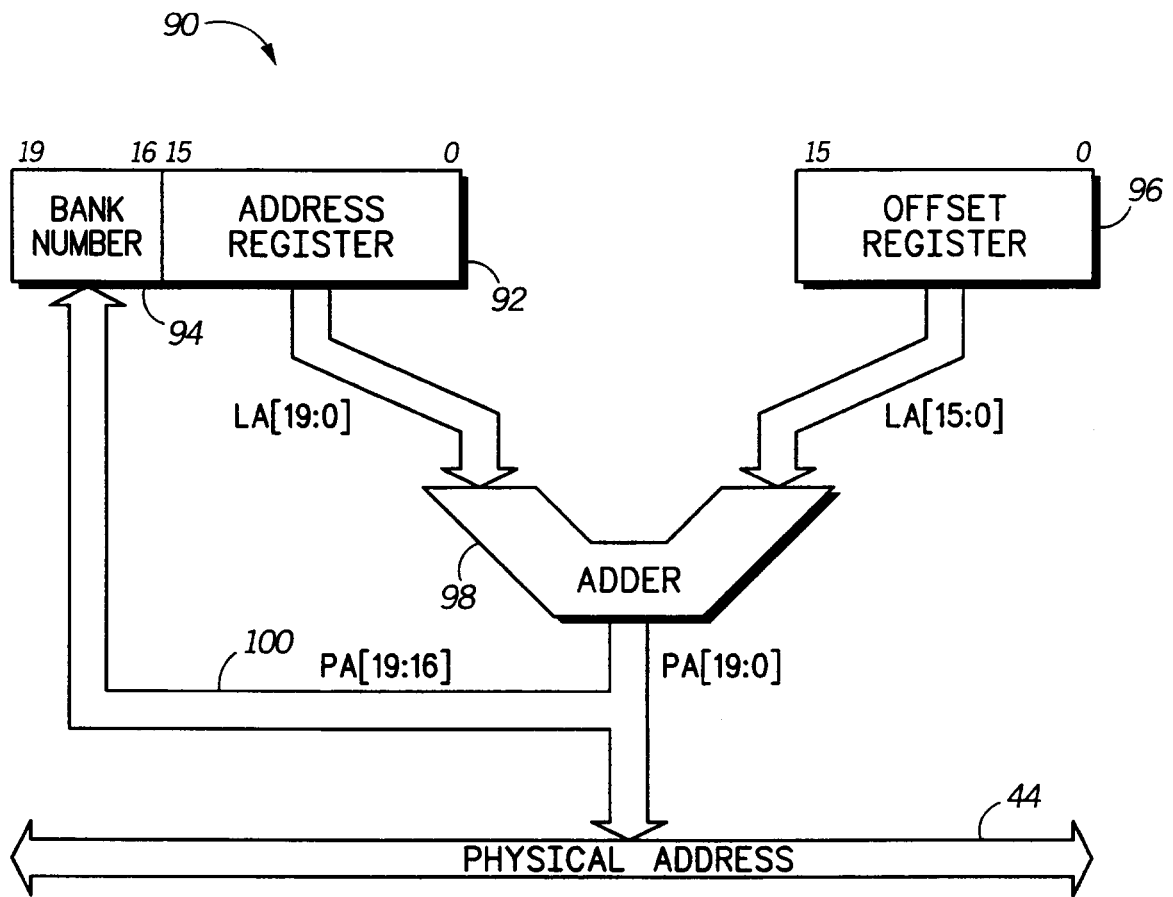 90
19 16 15 0
15 0
BANK NUMBER
ADDRESS REGISTER
OFFSET REGISTER
96
92
94
LA[19:0]
LA[15:0]
ADDER
98
100
PA[19:16]
PA[19:0]
44
PHYSICAL ADDRESS